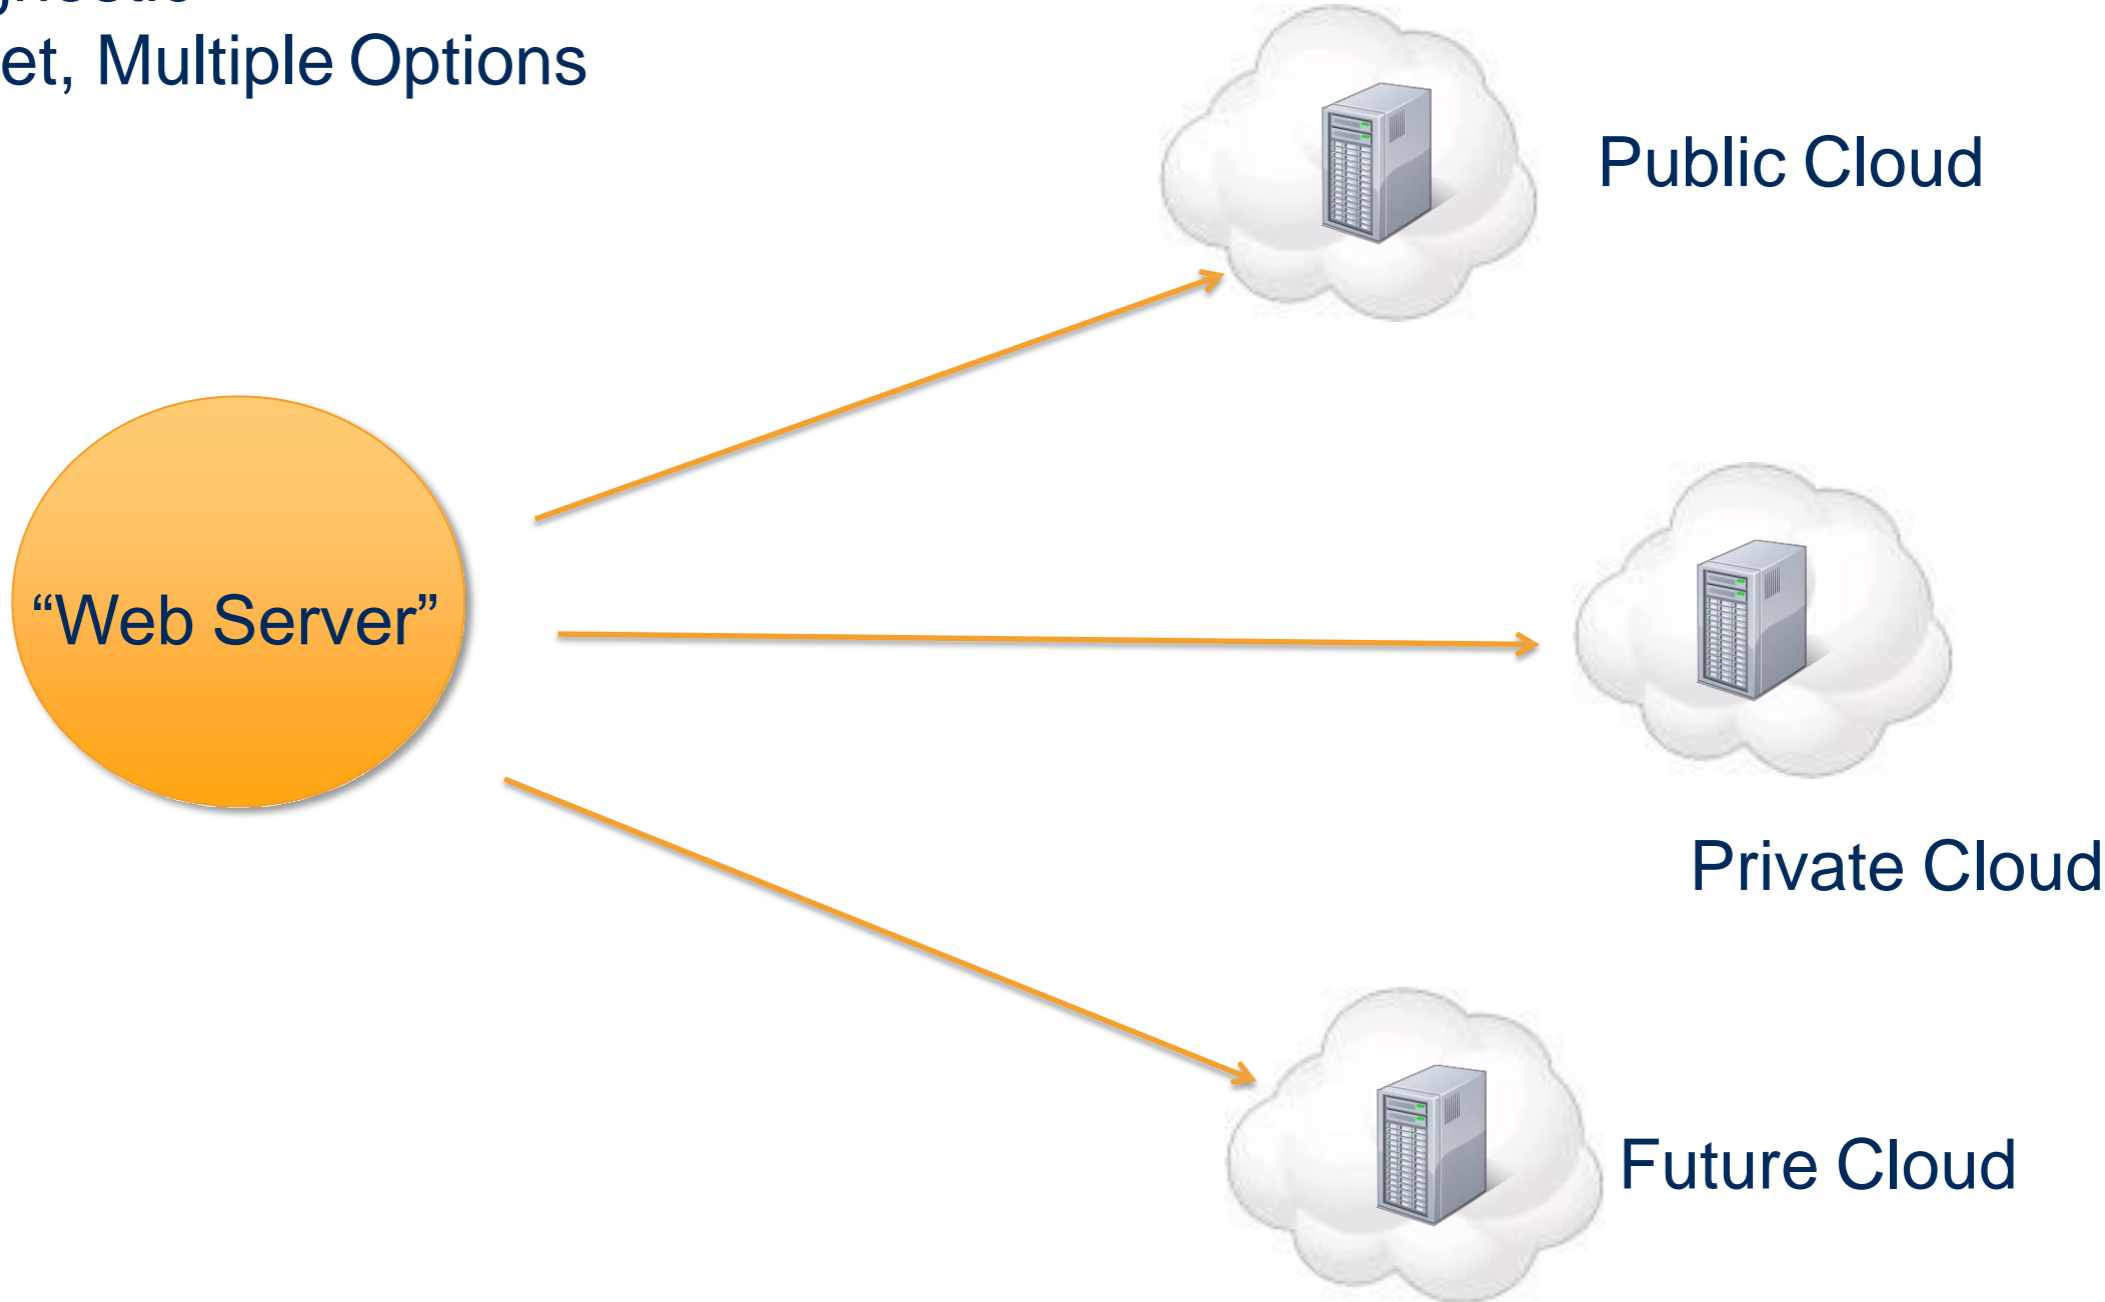 et, Multiple Options
Public Cloud
“Web Server”
Private Cloud
Future Cloud